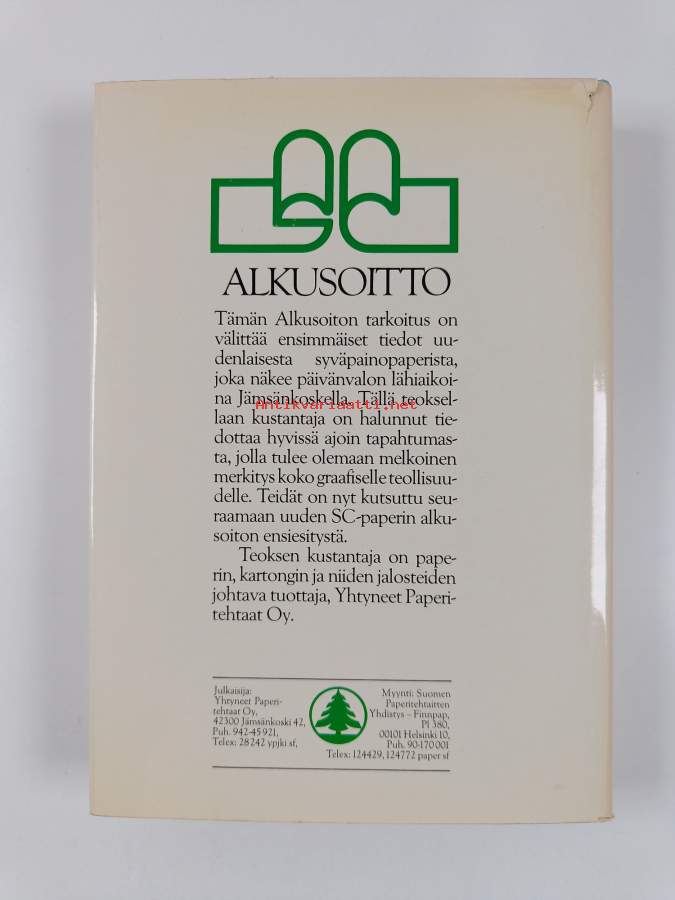 SC
ALKUSOITTO
Tämän Alkusoiton tarkoitus on
välittää ensimmäiset tiedot uu-
denlaisesta syväpainopaperista,
joka näkee päivänvalon lähiaikoi-
na Jämsänkoskella. Tällä teoksel-
Antikvariaatti.net
laan kustantaja on halunnut tie-
dottaa hyvissä ajoin tapahtumas-
ta, jolla tulee olemaan melkoinen
merkitys koko graafiselle teollisuu-
delle. Teidät on nyt kutsuttu seu-
raamaan uuden SC-paperin alku-
soiton ensiesitystä.
Teoksen kustantaja on pape-
rin, kartongin ja niiden jalosteiden
johtava tuottaja, Yhtyneet Paperi-
tehtaat Oy.
Julkaisija:
Yhtyneet Paperi-
tehtaat Oy,
42300 Jämsänkoski 42,
Puh. 942-45921,
Telex: 28242 ypjki sf,
Myynti: Suomen
Paperitehtaitten
Yhdistys – Finnpap,
Pl 380,
00101 Helsinki 10,
Puh. 90-170 001
Telex: 124429, 124772 paper sf